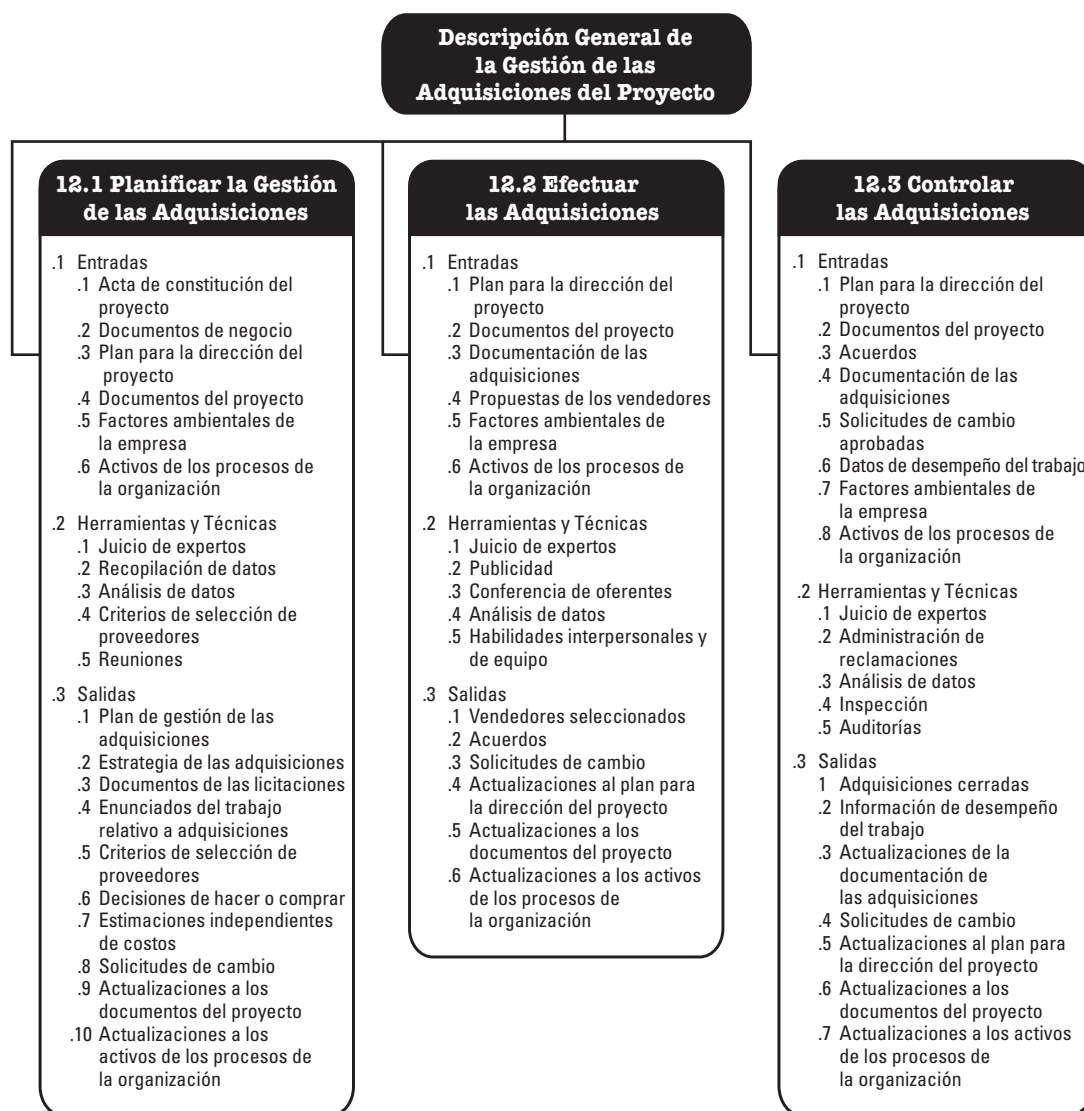 Descripción General de
la Gestión de las
Adquisiciones del Proyecto
12.1 Planificar la Gestión
de las Adquisiciones
.1 Entradas
.1 Acta de constitución del
proyecto
.2 Documentos de negocio
.3 Plan para la dirección del
proyecto
.4 Documentos del proyecto
.5 Factores ambientales de
la empresa
.6 Activos de los procesos de
la organización
.2 Herramientas y Técnicas
.1 Juicio de expertos
.2 Recopilación de datos
.3 Análisis de datos
.4 Criterios de selección de
proveedores
.5 Reuniones
.3 Salidas
.1 Plan de gestión de las
adquisiciones
.2 Estrategia de las adquisiciones
.3 Documentos de las licitaciones
.4 Enunciados del trabajo
relativo a adquisiciones
.5 Criterios de selección de
proveedores
.6 Decisiones de hacer o comprar
.7 Estimaciones independientes
de costos
.8 Solicitudes de cambio
.9 Actualizaciones a los
documentos del proyecto
.10 Actualizaciones a los
activos de los procesos de
la organización
12.2 Efectuar
las Adquisiciones
.1 Entradas
.1 Plan para la dirección del
proyecto
.2 Documentos del proyecto
.3 Documentación de las
adquisiciones
.4 Propuestas de los vendedores
.5 Factores ambientales de
la empresa
.6 Activos de los procesos de
la organización
.2 Herramientas y Técnicas
.1 Juicio de expertos
.2 Publicidad
.3 Conferencia de oferentes
.4 Análisis de datos
.5 Habilidades interpersonales y
de equipo
.3 Salidas
.1 Vendedores seleccionados
.2 Acuerdos
.3 Solicitudes de cambio
.4 Actualizaciones al plan para
la dirección del proyecto
.5 Actualizaciones a los
documentos del proyecto
.6 Actualizaciones a los activos
de los procesos de
la organización
12.3 Controlar
las Adquisiciones
.1 Entradas
.1 Plan para la dirección del
proyecto
.2 Documentos del proyecto
.3 Acuerdos
.4 Documentación de las
adquisiciones
.5 Solicitudes de cambio
aprobadas
.6 Datos de desempeño del trabajo
.7 Factores ambientales de
la empresa
.8 Activos de los procesos de
la organización
.2 Herramientas y Técnicas
.1 Juicio de expertos
.2 Administración de
reclamaciones
.3 Análisis de datos
.4 Inspección
.5 Auditorías
.3 Salidas
1 Adquisiciones cerradas
.2 Información de desempeño
del trabajo
.3 Actualizaciones de la
documentación de
las adquisiciones
.4 Solicitudes de cambio
.5 Actualizaciones al plan para
la dirección del proyecto
.6 Actualizaciones a los
documentos del proyecto
.7 Actualizaciones a los activos
de los procesos de
la organización